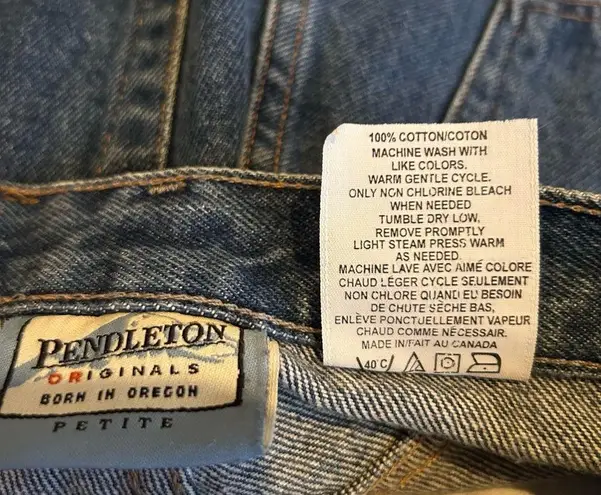 100% COTTON/COTON
MACHINE WASH WITH
LIKE COLORS.
WARM GENTLE CYCLE.
ONLY NON CHLORINE BLEACH
WHEN NEEDED
TUMBLE DRY LOW.
REMOVE PROMPTLY
LIGHT STEAM PRESS WARM
AS NEEDED.
MACHINE LAVE AVEC AIMÉ COLORE
CHAUD LÉGER CYCLE SEULEMENT
NON CHLORE QUAND EU BESOIN
DE CHUTE SÈCHE BAS,
ENLÈVE PONCTUELLEMENT VAPEUR
CHAUD COMME NÉCESSAIR.
MADE IN/FAIT AU CANADA
40°C
PENDLETON
ORIGINALS
BORN IN OREGON
PETITE